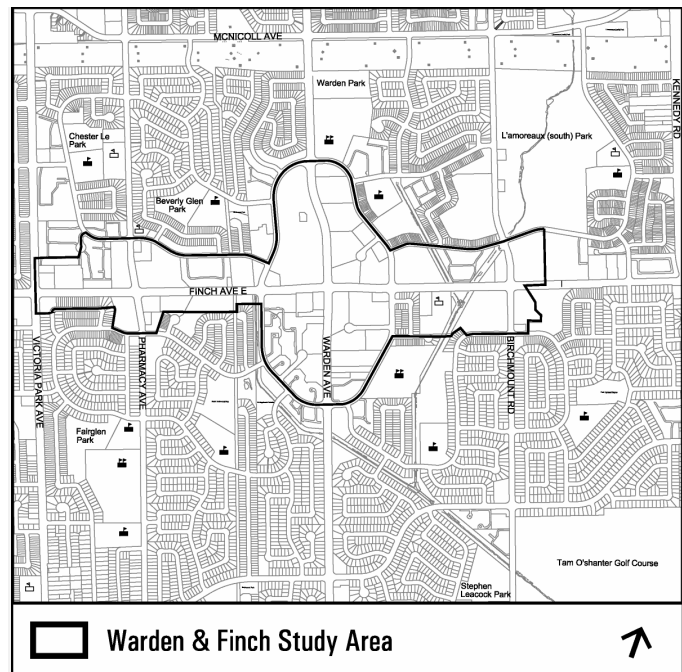 MCNICOLL AVE
Warden Park
KENNEDY RD
Chester Le
Park
L'amoreaux (south) Park
Beverly Glen
Park
FINCH AVE E
VICTORIA PARK AVE
PHARMACY AVE
WARDEN AVE
BIRCHMOUNT RD
Fairglen
Park
Tam O'shanter Golf Course
Stephen
Leacock Park
Warden & Finch Study Area